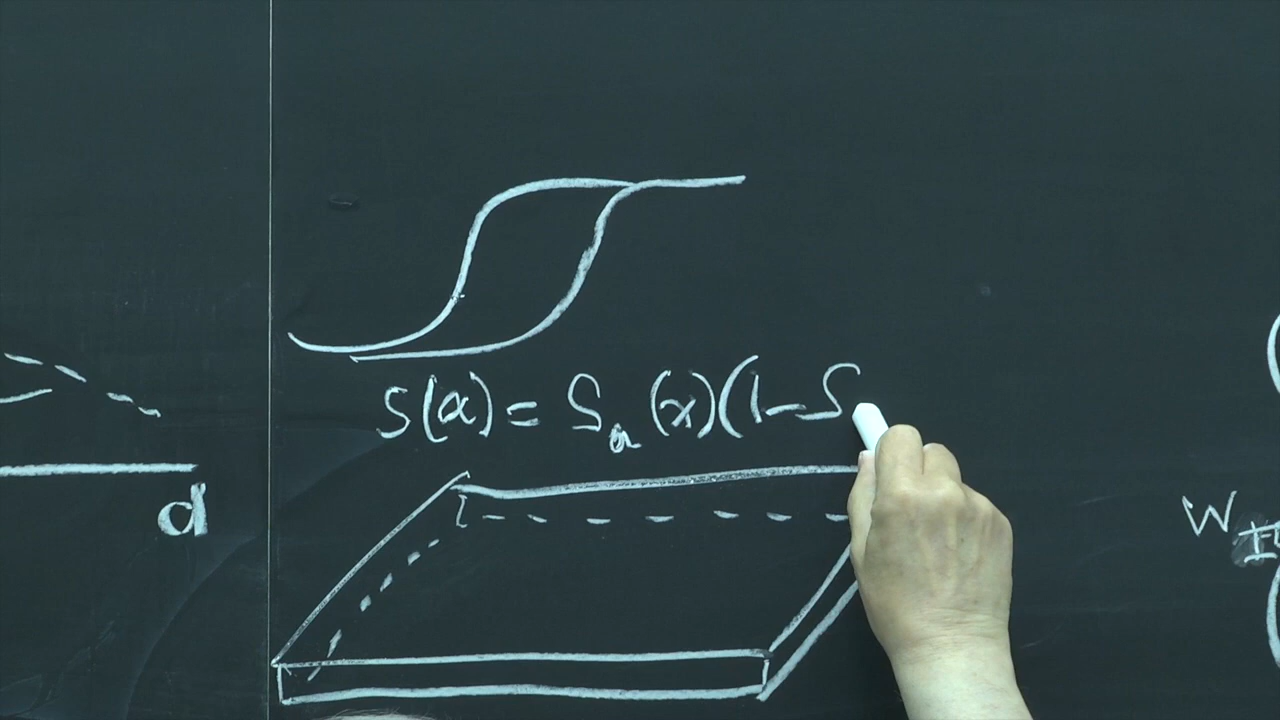 S(x) = S_a (x)(1-S
d
W